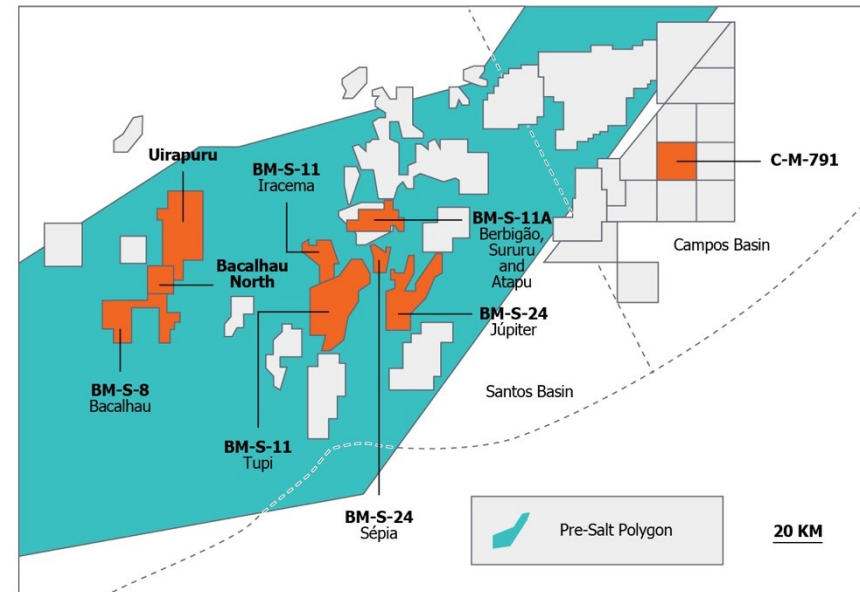 Uirapuru
BM-S-11
Iracema
C-M-791
BM-S-11A
Berbigão,
Sururu
and
Atapu
Campos Basin
Bacalhau
North
BM-S-24
Júpiter
BM-S-8
Bacalhau
Santos Basin
BM-S-11
Tupi
BM-S-24
Sépia
Pre-Salt Polygon
20 KM